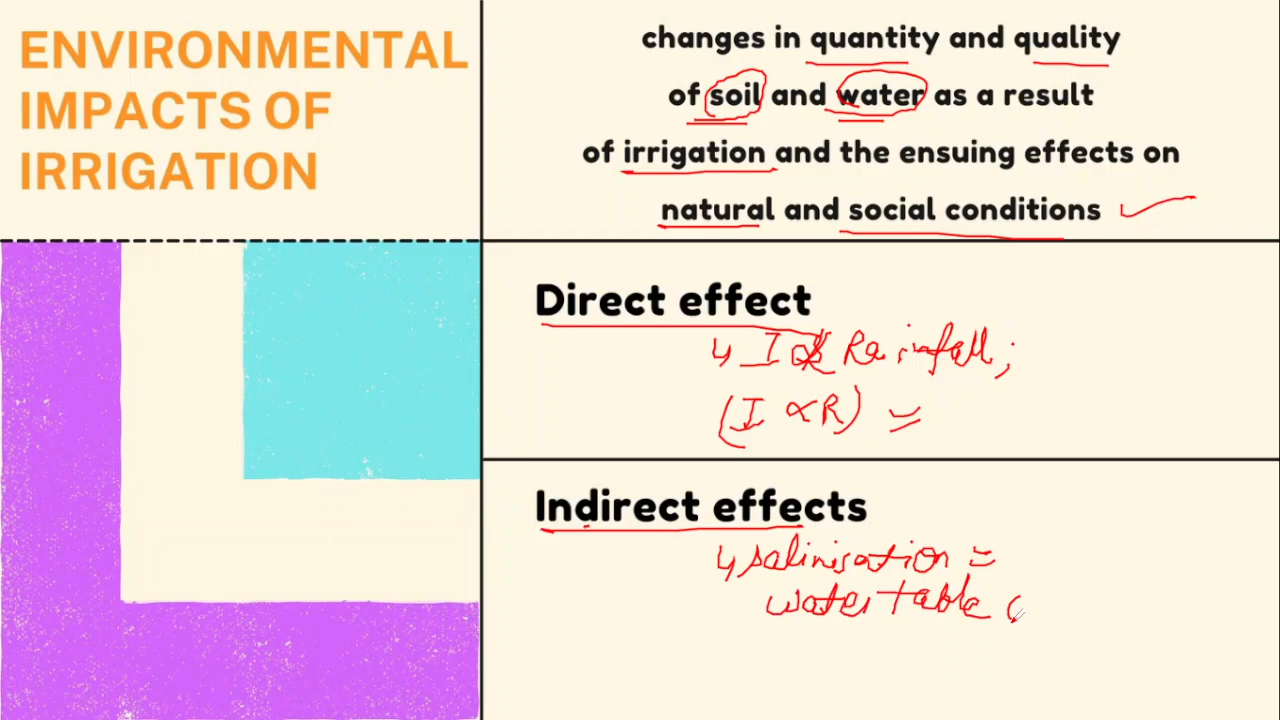 ENVIRONMENTAL
IMPACTS OF
IRRIGATION
changes in quantity and quality
of soil and water as a result
of irrigation and the ensuing effects on
natural and social conditions
Direct effect
I & Rainfall;
(I ∝ R) =
Indirect effects
salinisation =
water table (